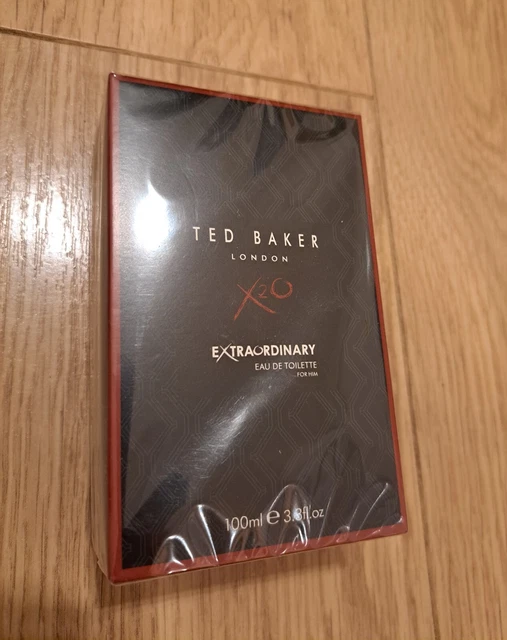 TED BAKER
LONDON
X2O
EXTRAORDINARY
EAU DE TOILETTE
FOR HIM
100ml ℮ 3.3fl.oz